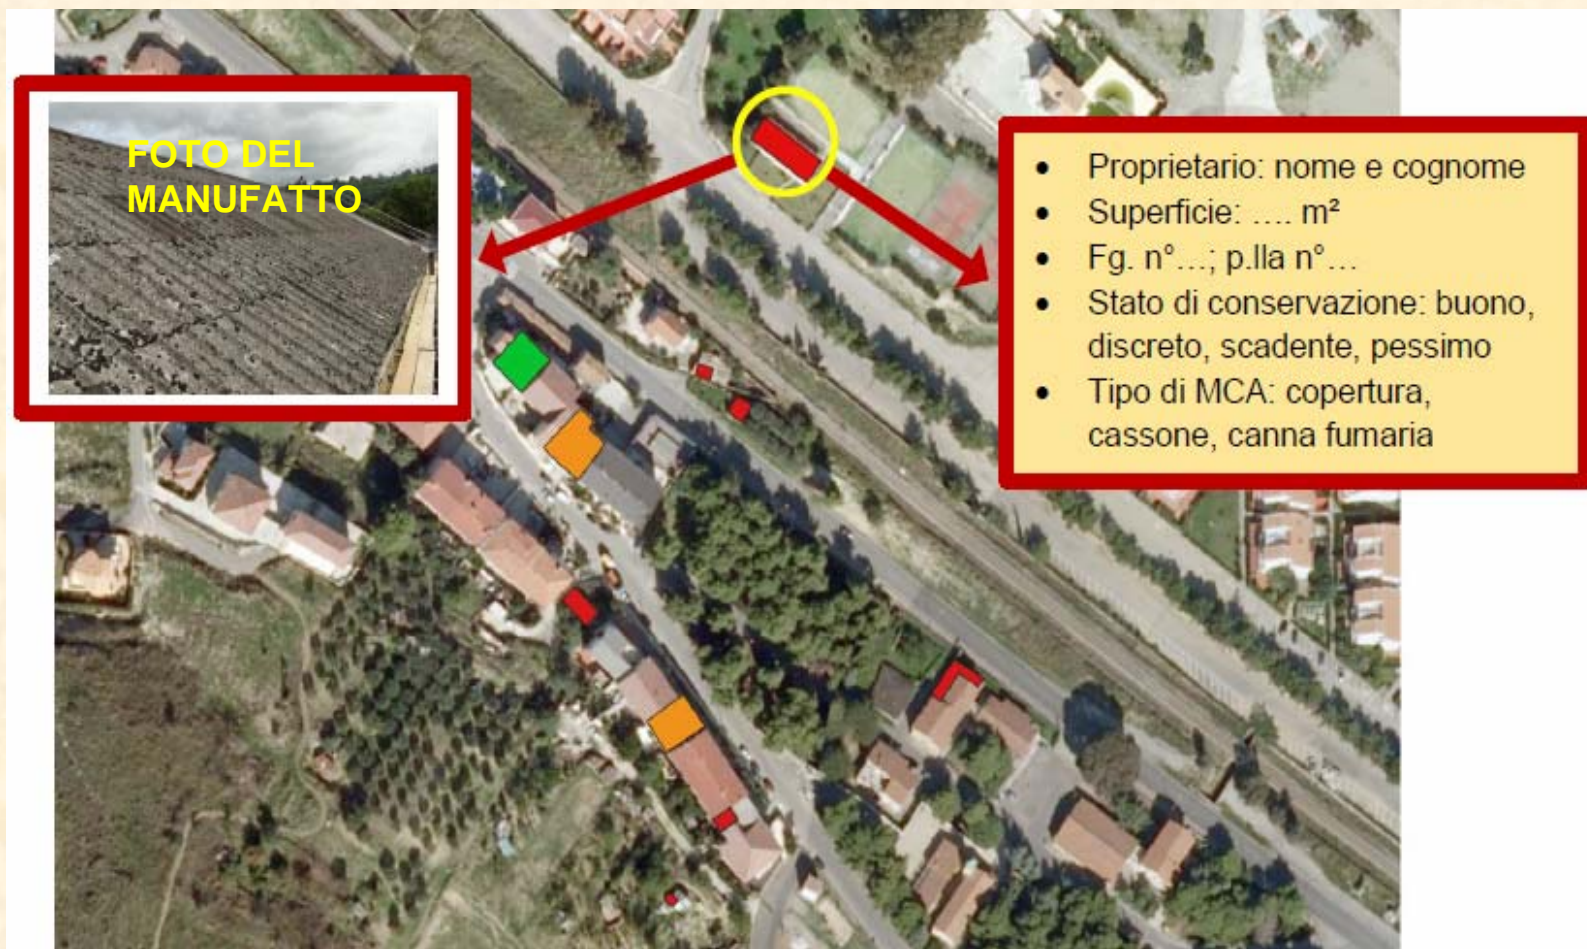 FOTO DEL
MANUFATTO
• Proprietario: nome e cognome
• Superficie: .... m²
• Fg. n°...; p.lla n°...
• Stato di conservazione: buono,
discreto, scadente, pessimo
• Tipo di MCA: copertura,
cassone, canna fumaria